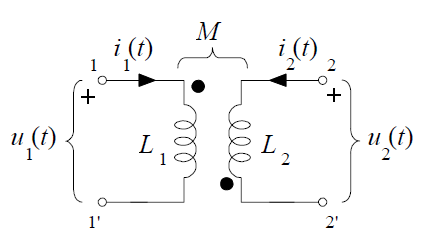 M
i₁(t) i₂(t)
1 2
+ +
u₁(t) L₁ L₂ u₂(t)
1' 2'